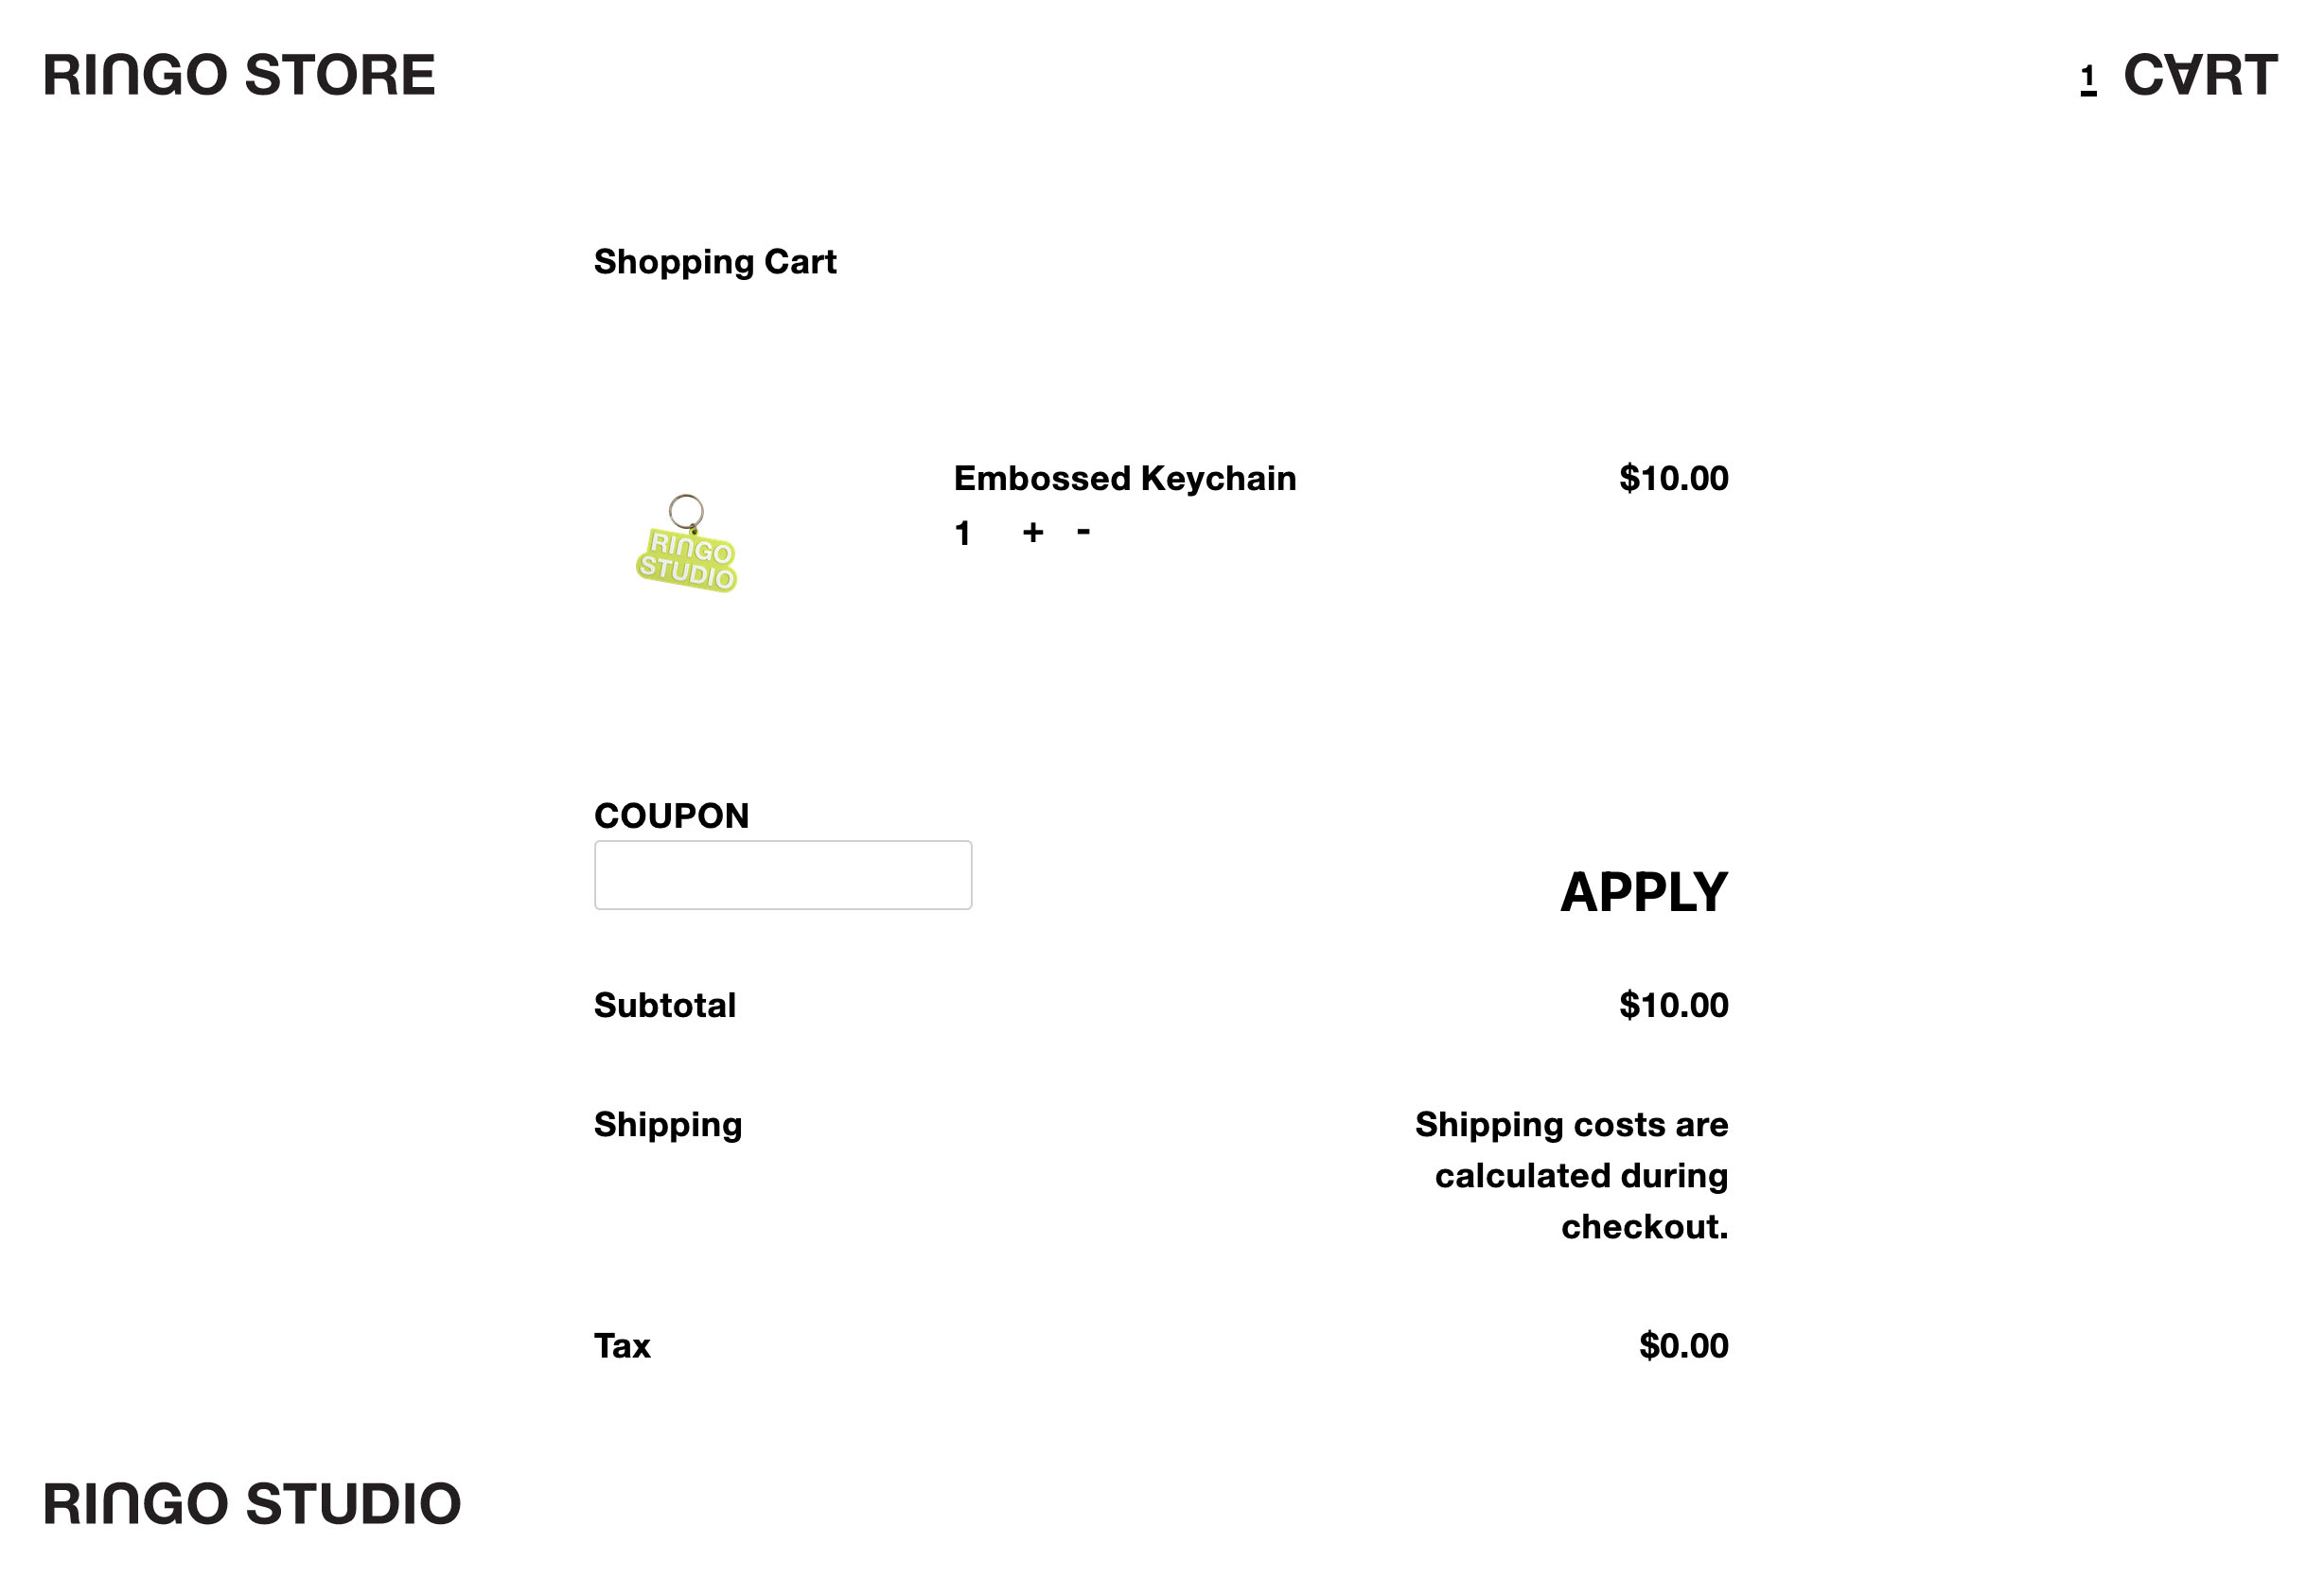 RINGO STORE
1 CART
Shopping Cart
Embossed Keychain $10.00
1 + -
RINGO
STUDIO
COUPON
APPLY
Subtotal $10.00
Shipping Shipping costs are
calculated during
checkout.
Tax $0.00
RINGO STUDIO